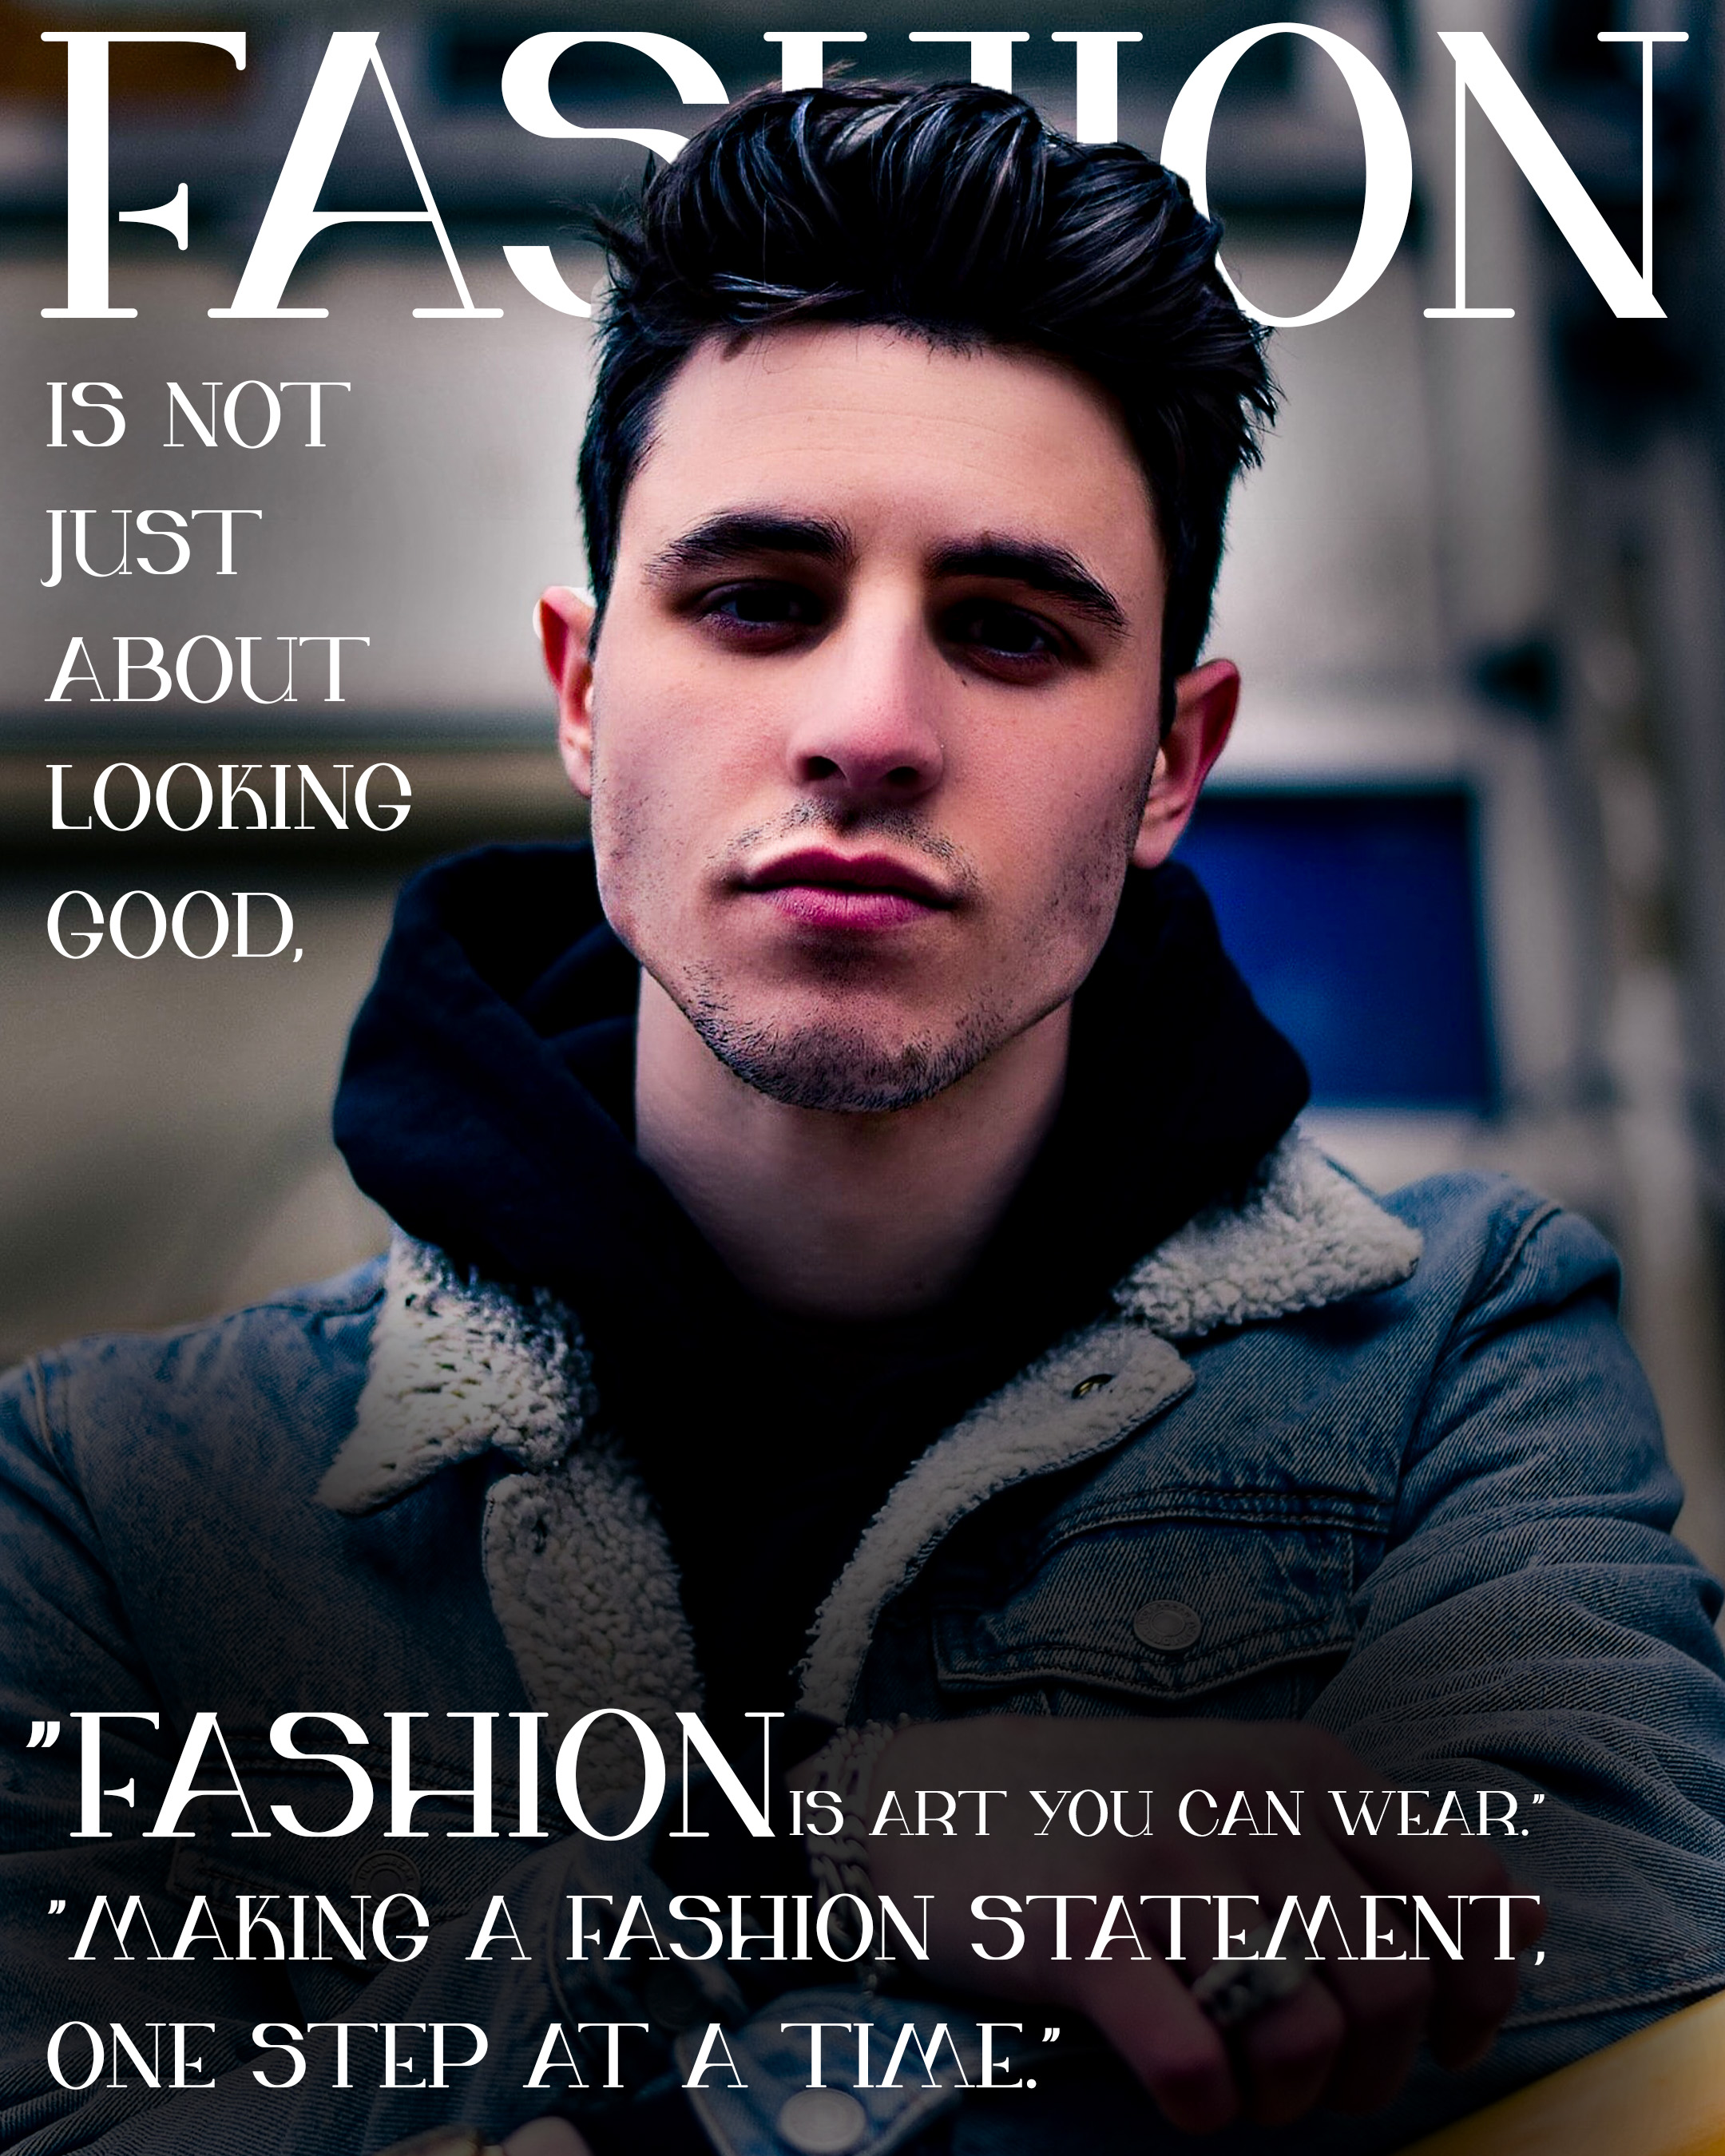 FASHION
IS NOT
JUST
ABOUT
LOOKING
GOOD,
"FASHION IS ART YOU CAN WEAR."
"MAKING A FASHION STATEMENT,
ONE STEP AT A TIME."